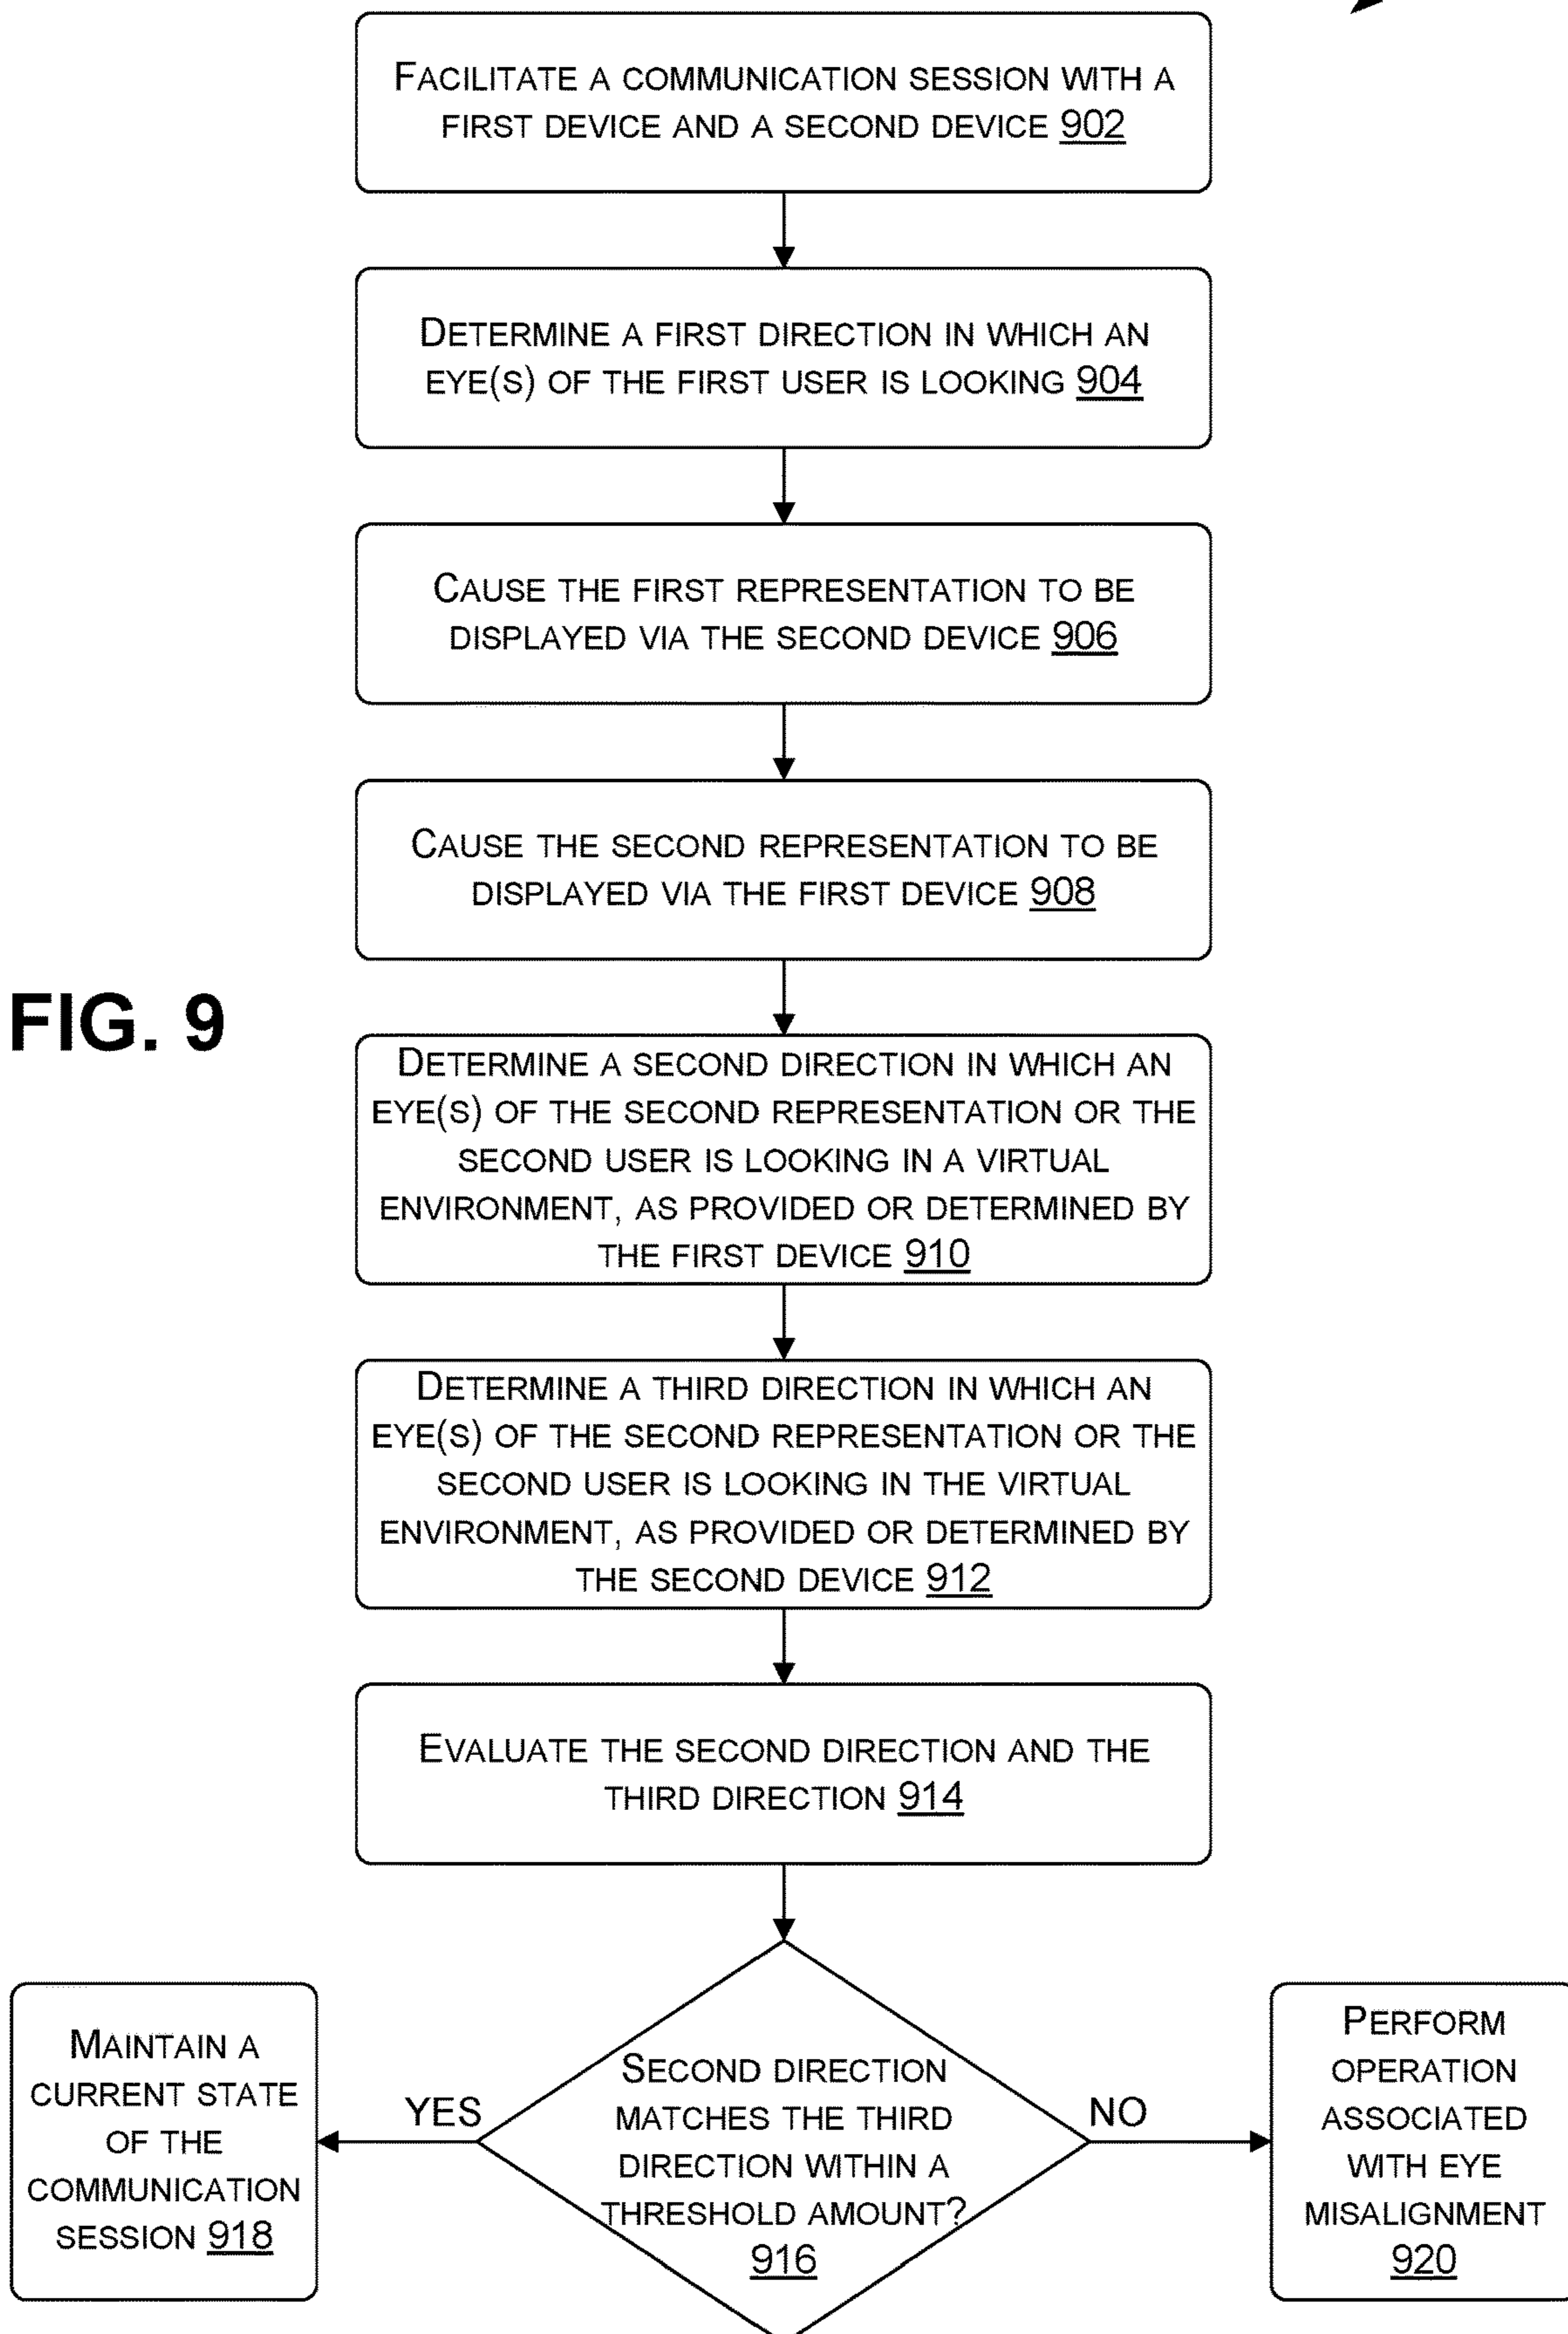 FACILITATE A COMMUNICATION SESSION WITH A
FIRST DEVICE AND A SECOND DEVICE 902
DETERMINE A FIRST DIRECTION IN WHICH AN
EYE(S) OF THE FIRST USER IS LOOKING 904
CAUSE THE FIRST REPRESENTATION TO BE
DISPLAYED VIA THE SECOND DEVICE 906
CAUSE THE SECOND REPRESENTATION TO BE
DISPLAYED VIA THE FIRST DEVICE 908
FIG. 9
DETERMINE A SECOND DIRECTION IN WHICH AN
EYE(S) OF THE SECOND REPRESENTATION OR THE
SECOND USER IS LOOKING IN A VIRTUAL
ENVIRONMENT, AS PROVIDED OR DETERMINED BY
THE FIRST DEVICE 910
DETERMINE A THIRD DIRECTION IN WHICH AN
EYE(S) OF THE SECOND REPRESENTATION OR THE
SECOND USER IS LOOKING IN THE VIRTUAL
ENVIRONMENT, AS PROVIDED OR DETERMINED BY
THE SECOND DEVICE 912
EVALUATE THE SECOND DIRECTION AND THE
THIRD DIRECTION 914
SECOND DIRECTION
MATCHES THE THIRD
DIRECTION WITHIN A
THRESHOLD AMOUNT?
916
YES
MAINTAIN A
CURRENT STATE
OF THE
COMMUNICATION
SESSION 918
NO
PERFORM
OPERATION
ASSOCIATED
WITH EYE
MISALIGNMENT
920